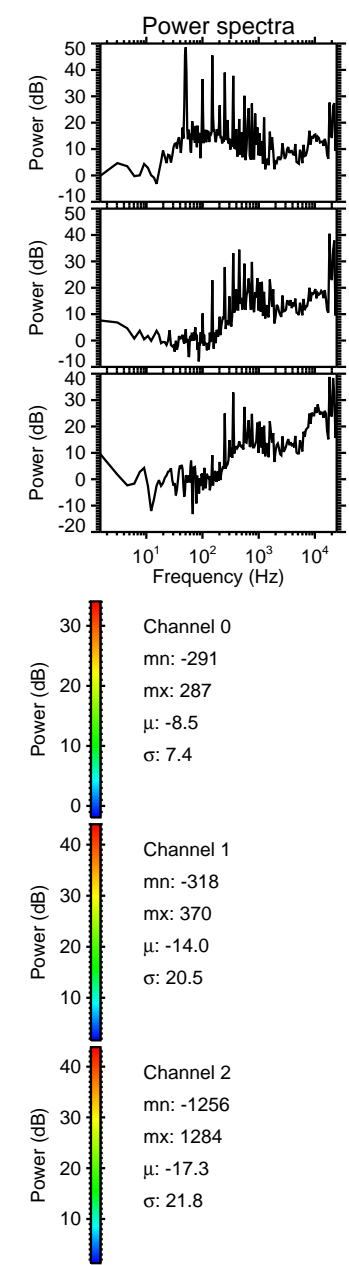 Power spectra
50
40
30
20
10
0
-10
Power (dB)
50
40
30
20
10
0
-10
Power (dB)
40
30
20
10
0
-10
-20
Power (dB)
10¹ 10² 10³ 10⁴
Frequency (Hz)
30
20
10
0
Power (dB)
Channel 0
mn: -291
mx: 287
μ: -8.5
σ: 7.4
40
30
20
10
Power (dB)
Channel 1
mn: -318
mx: 370
μ: -14.0
σ: 20.5
40
30
20
10
Power (dB)
Channel 2
mn: -1256
mx: 1284
μ: -17.3
σ: 21.8